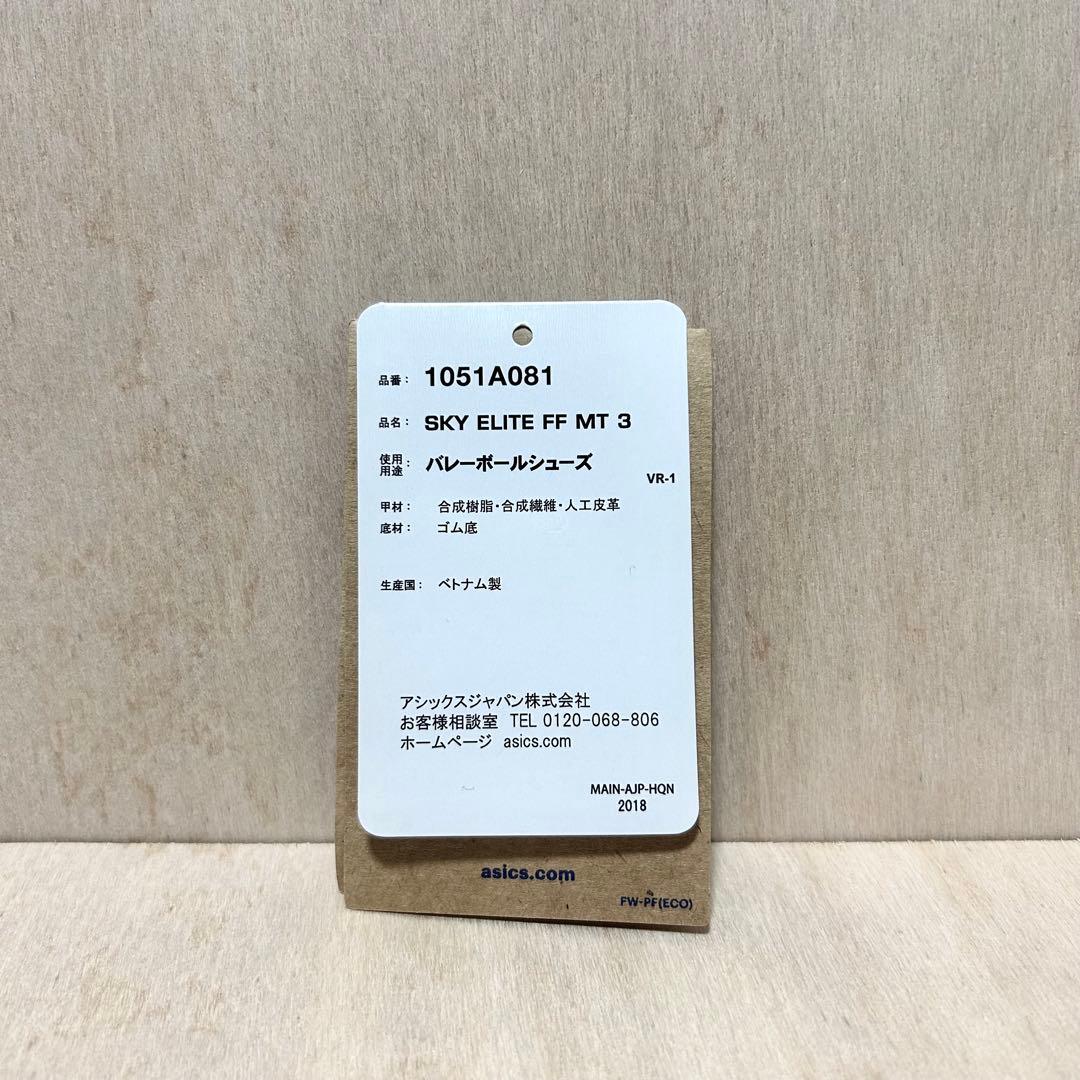 品番： 1051A081
品名： SKY ELITE FF MT 3
使用用途： バレーボールシューズ
VR-1
甲材： 合成樹脂・合成繊維・人工皮革
底材： ゴム底
生産国： ベトナム製
アシックスジャパン株式会社
お客様相談室 TEL 0120-068-806
ホームページ asics.com
MAIN-AJP-HQN
2018
asics.com
FW-PF(ECO)